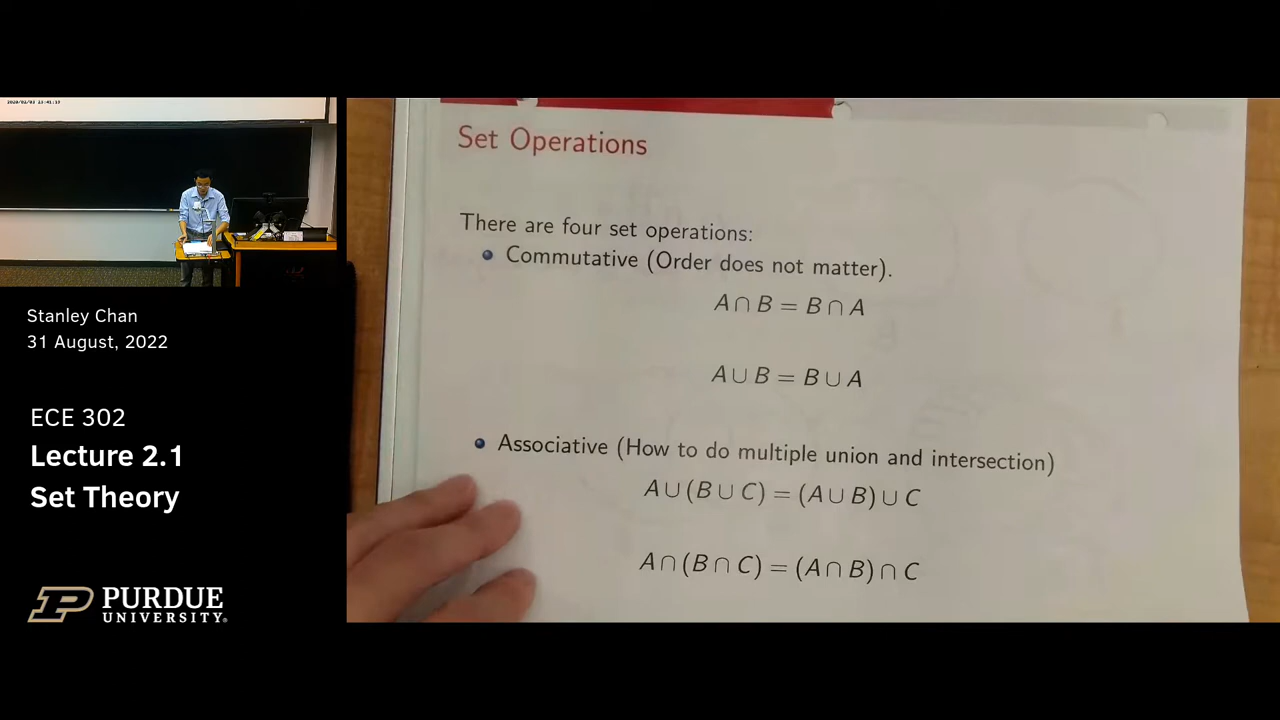 Set Operations
There are four set operations:
Commutative (Order does not matter).
A ∩ B = B ∩ A
A ∪ B = B ∪ A
Associative (How to do multiple union and intersection)
A ∪ (B ∪ C) = (A ∪ B) ∪ C
A ∩ (B ∩ C) = (A ∩ B) ∩ C
Stanley Chan
31 August, 2022
ECE 302
Lecture 2.1
Set Theory
PURDUE
UNIVERSITY.